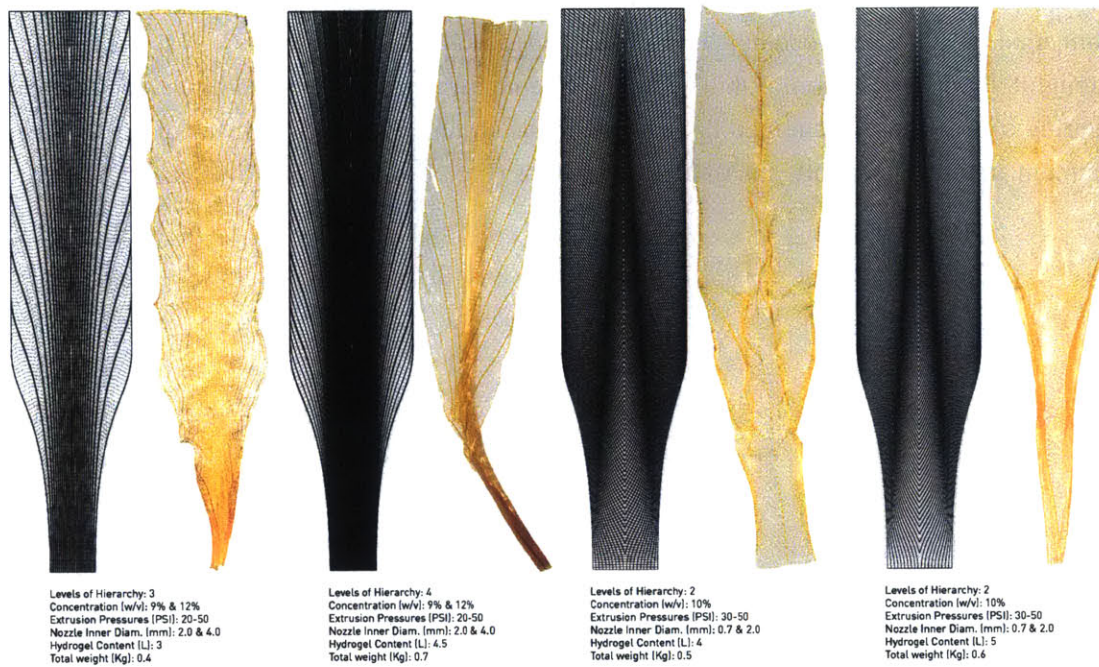 Levels of Hierarchy: 3
Concentration (w/v): 9% & 12%
Extrusion Pressures (PSI): 20-50
Nozzle Inner Diam. (mm): 2.0 & 4.0
Hydrogel Content (L): 3
Total weight (Kg): 0.4
Levels of Hierarchy: 4
Concentration (w/v): 9% & 12%
Extrusion Pressures (PSI): 20-50
Nozzle Inner Diam. (mm): 2.0 & 4.0
Hydrogel Content (L): 4.5
Total weight (Kg): 0.7
Levels of Hierarchy: 2
Concentration (w/v): 10%
Extrusion Pressures (PSI): 30-50
Nozzle Inner Diam. (mm): 0.7 & 2.0
Hydrogel Content (L): 4
Total weight (Kg): 0.5
Levels of Hierarchy: 2
Concentration (w/v): 10%
Extrusion Pressures (PSI): 30-50
Nozzle Inner Diam. (mm): 0.7 & 2.0
Hydrogel Content (L): 5
Total weight (Kg): 0.6